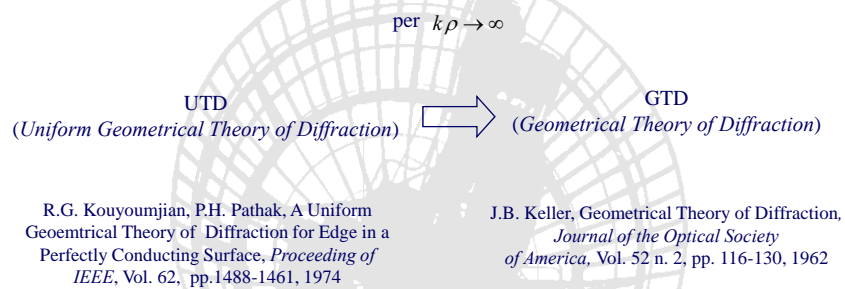 per kρ → ∞
UTD
(Uniform Geometrical Theory of Diffraction)
GTD
(Geometrical Theory of Diffraction)
R.G. Kouyoumjian, P.H. Pathak, A Uniform
Geoemtrical Theory of Diffraction for Edge in a
Perfectly Conducting Surface, Proceeding of
IEEE, Vol. 62, pp.1488-1461, 1974
J.B. Keller, Geometrical Theory of Diffraction,
Journal of the Optical Society
of America, Vol. 52 n. 2, pp. 116-130, 1962